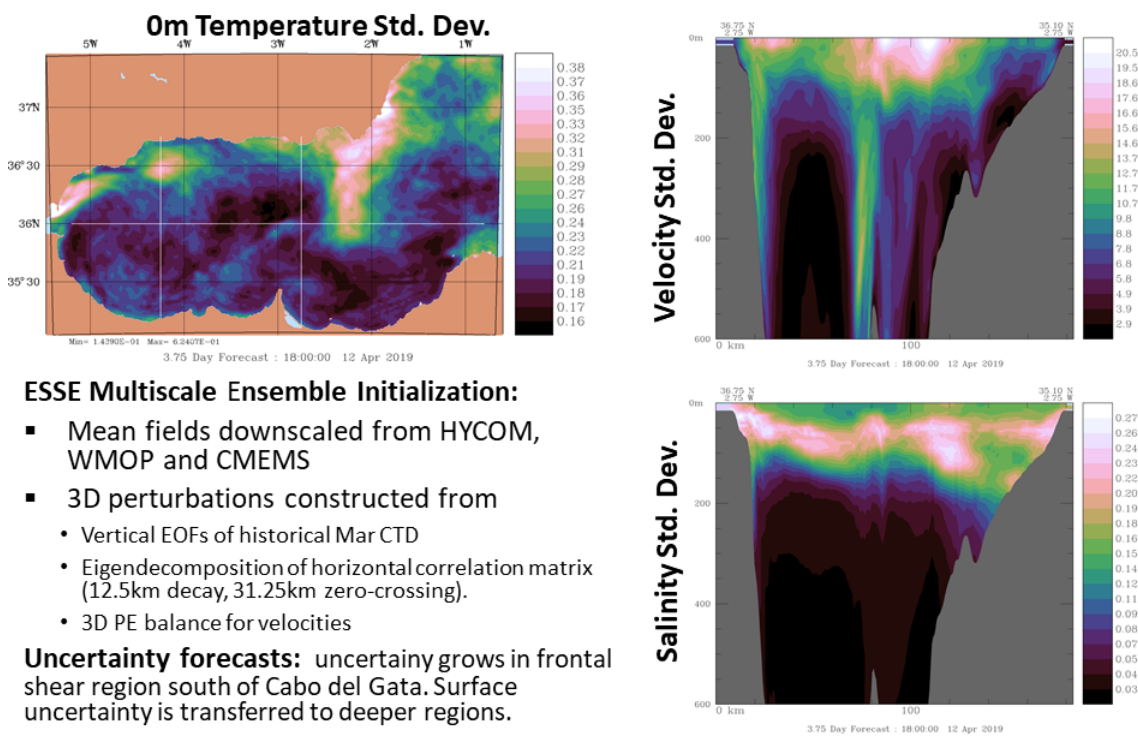 0m Temperature Std. Dev.
5W 4W 3W 2W 1W
37N
36° 30
36N
35° 30
0.38
0.37
0.36
0.35
0.33
0.32
0.31
0.29
0.28
0.27
0.26
0.24
0.23
0.22
0.21
0.19
0.18
0.17
0.16
Min= 1.4390E-01 Max= 6.2407E-01
3.75 Day Forecast : 18:00:00 12 Apr 2019
ESSE Multiscale Ensemble Initialization:
▪ Mean fields downscaled from HYCOM,
WMOP and CMEMS
▪ 3D perturbations constructed from
• Vertical EOFs of historical Mar CTD
• Eigendecomposition of horizontal correlation matrix
(12.5km decay, 31.25km zero-crossing).
• 3D PE balance for velocities
Uncertainty forecasts: uncertainy grows in frontal
shear region south of Cabo del Gata. Surface
uncertainty is transferred to deeper regions.
Velocity Std. Dev.
36.75 N 35.10 N
2.75 W 2.75 W
0m
200
400
600
0 km 100
20.5
19.5
18.5
17.6
16.6
15.6
14.6
13.7
12.7
11.7
10.7
9.8
8.8
7.8
6.8
5.8
4.9
3.9
2.9
3.75 Day Forecast : 18:00:00 12 Apr 2019
Salinity Std. Dev.
36.75 N 35.10 N
2.75 W 2.75 W
0m
200
400
600
0 km 100
0.27
0.26
0.24
0.23
0.22
0.20
0.19
0.18
0.16
0.15
0.14
0.12
0.11
0.09
0.08
0.07
0.05
0.04
0.03
3.75 Day Forecast : 18:00:00 12 Apr 2019